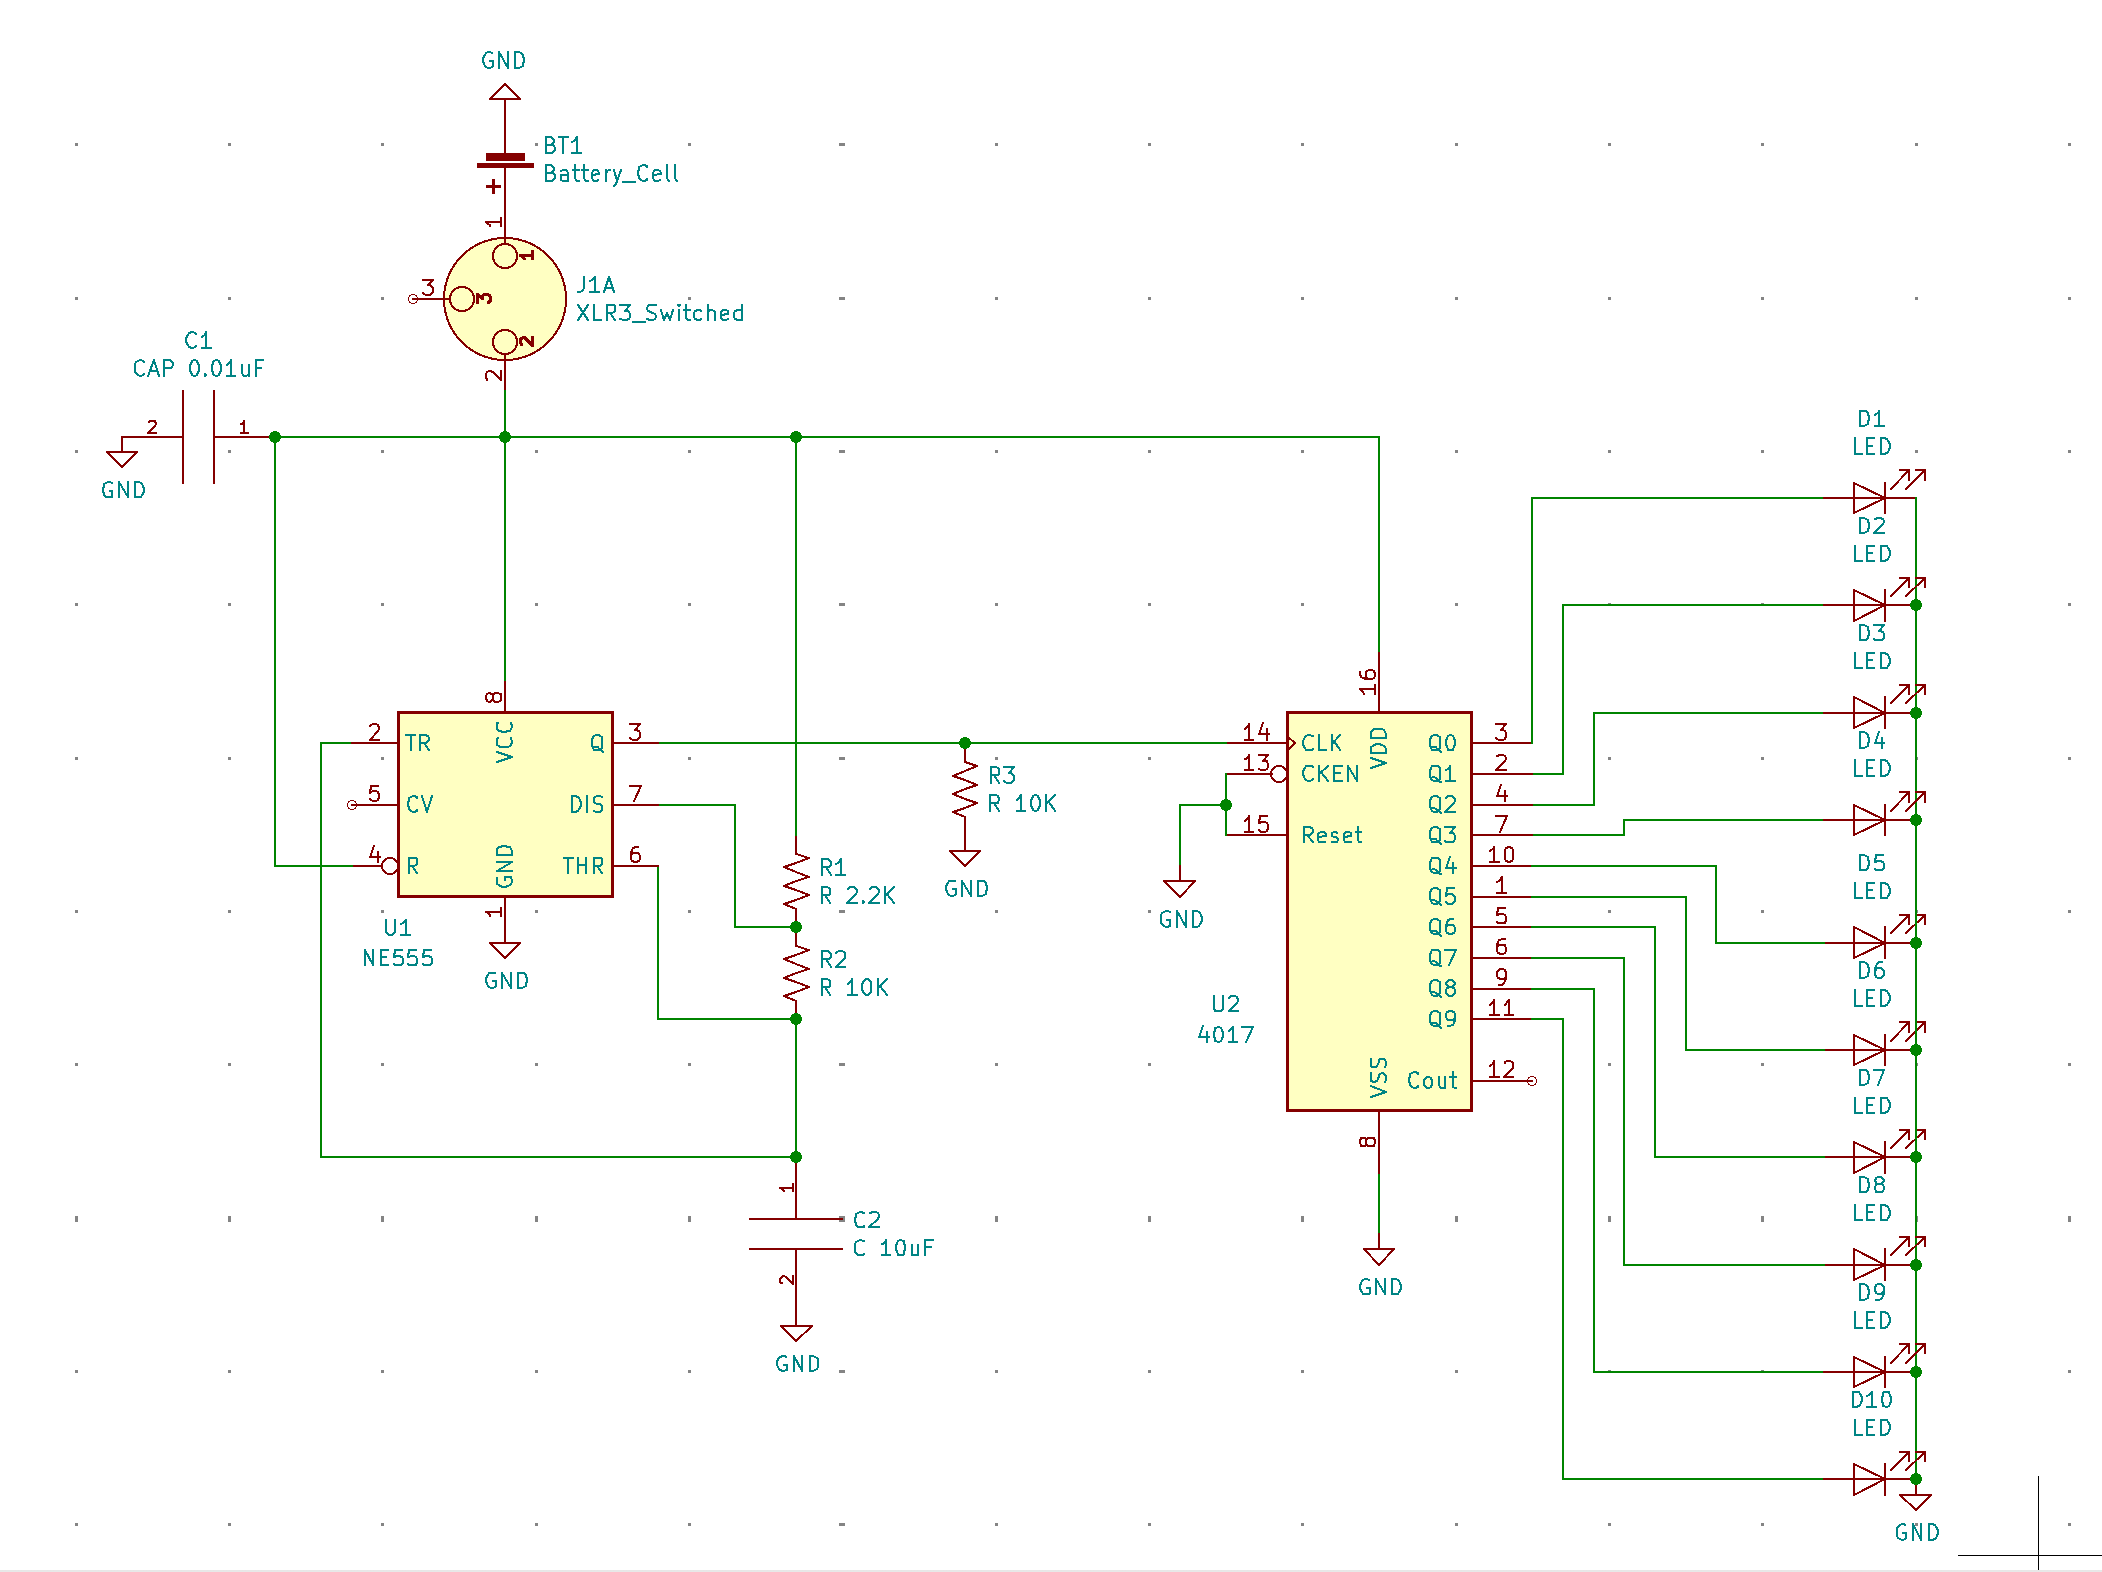 GND
BT1
Battery_Cell
+
1
1
3
3
J1A
XLR3_Switched
2
2
C1
CAP 0.01uF
2
1
GND
D1
LED
D2
LED
D3
LED
D4
LED
D5
LED
D6
LED
D7
LED
D8
LED
D9
LED
D10
LED
GND
8
2
TR
VCC
Q
3
5
CV
DIS
7
4
R
GND
THR
6
1
U1
NE555
GND
R1
R 2.2K
R2
R 10K
R3
R 10K
GND
1
C2
C 10uF
2
GND
16
14
CLK
VDD
Q0
3
13
CKEN
Q1
2
Q2
4
15
Reset
Q3
7
Q4
10
Q5
1
Q6
5
Q7
6
Q8
9
Q9
11
VSS
Cout
12
U2
4017
GND
8
GND